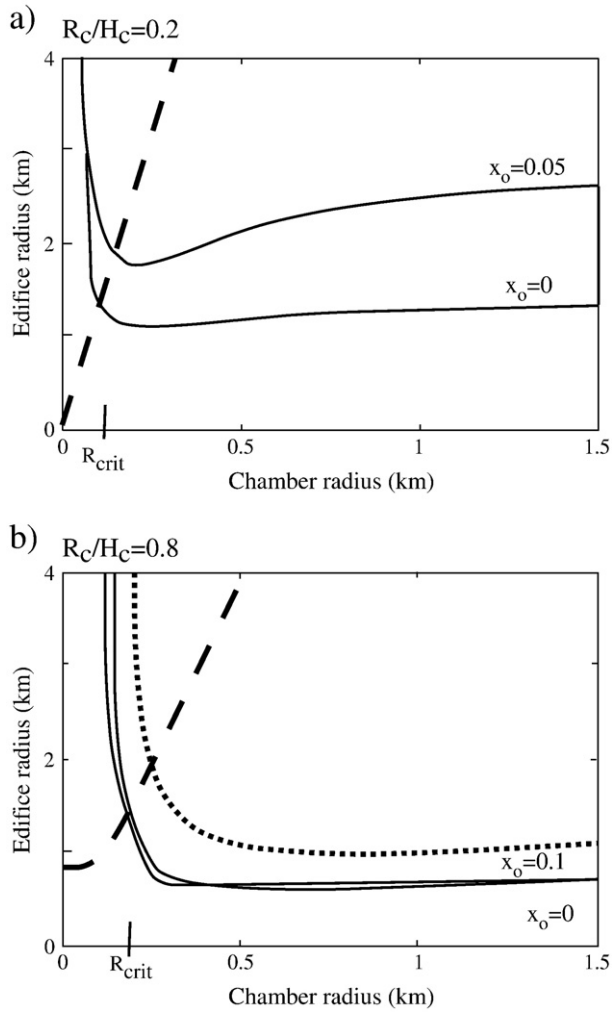 a)
R_c/H_c=0.2
4
2
0
Edifice radius (km)
x_o=0.05
x_o=0
0
0.5
1
1.5
R_crit
Chamber radius (km)
b)
R_c/H_c=0.8
4
2
0
Edifice radius (km)
x_o=0.1
x_o=0
0
0.5
1
1.5
R_crit
Chamber radius (km)